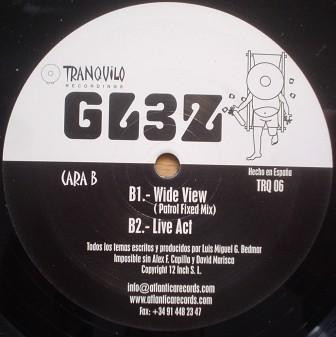 TRANQUILO
RECORDINGS
GL3Z
CARA B
Hecho en España
TRQ 06
B1.- Wide View
( Patrol Fixed Mix)
B2.- Live Act
Todos los temas escritos y producidos por Luis Miguel G. Bedmar
Imposible sin Alex F. Capilla y David Marisca
Copyright 12 Inch S. L.
info@atlanticarecords.com
www.atlanticarecords.com
Fax: +34 91 448 23 47